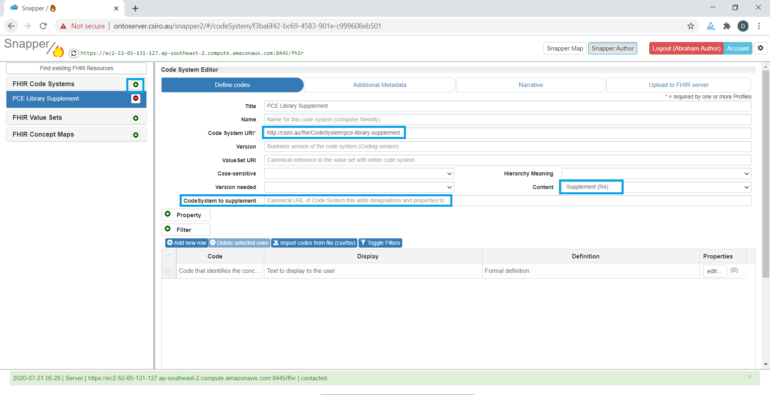 Snapper /
Not secure | ontoserver.csiro.au/snapper2/#/codeSystem/f3ba6f42-bc69-4583-901e-c999608eb501
Snapper/
https://ec2-52-65-131-127.ap-southeast-2.compute.amazonaws.com:8445/fhir
Snapper:Map
Snapper:Author
Logout (Abraham Author)
Account
Find existing FHIR Resources
FHIR Code Systems
PCE Library Supplement
FHIR Value Sets
FHIR Concept Maps
Code System Editor
Define codes
Additional Metadata
Narrative
Upload to FHIR server
* = required by one or more Profiles
Title PCE Library Supplement
Name Name for this code system (computer friendly)
Code System URI* http://csiro.au/fhir/CodeSystem/pce-library-supplement
Version Business version of the code system (Coding version)
ValueSet URI Canonical reference to the value set with entire code system
Case-sensitive
Hierarchy Meaning
Version needed
Content Supplement (R4)
CodeSystem to supplement Canonical URL of Code System this adds designations and properties to
Property
Filter
Add new row
Delete selected rows
Import codes from file (csv/tsv)
Toggle Filters
Code Display Definition Properties
Code that identifies the conc... Text to display to the user Formal definition edit... (0)
2020-07-21 05:28 | Server | https://ec2-52-65-131-127.ap-southeast-2.compute.amazonaws.com:8445/fhir | contacted